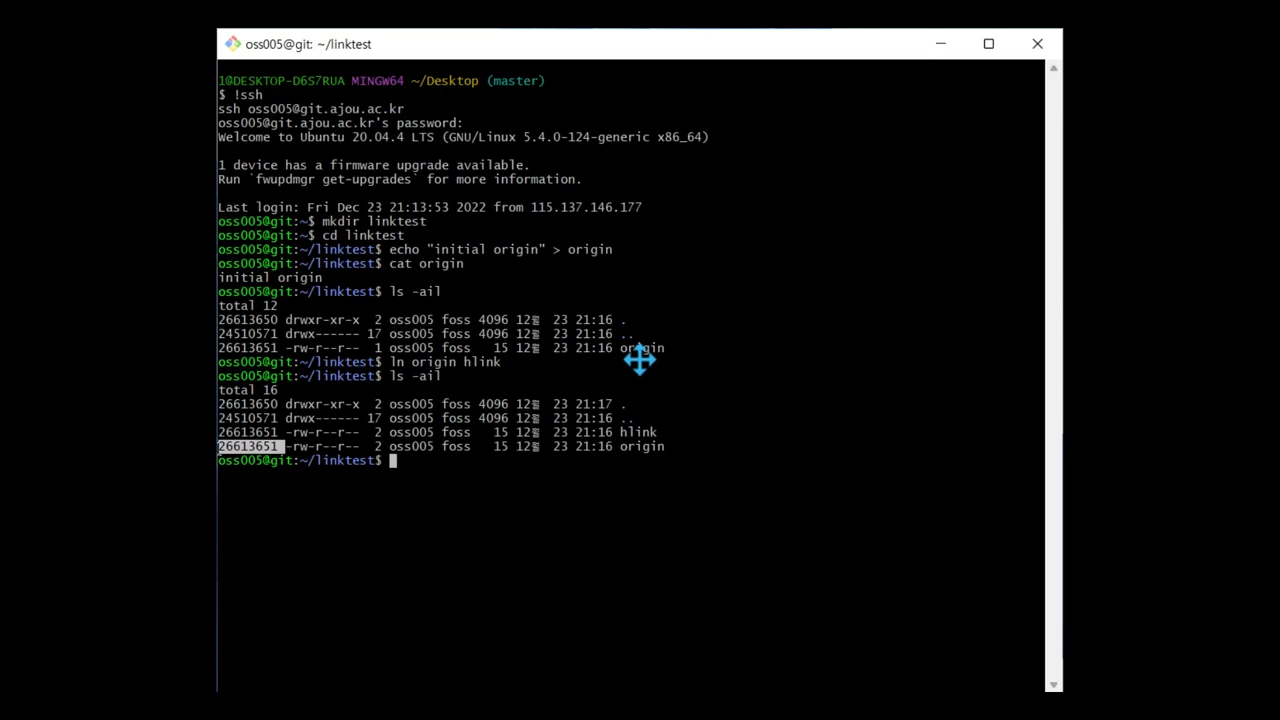 oss005@git: ~/linktest
1@DESKTOP-D6S7RUA MINGW64 ~/Desktop (master)
$ !ssh
ssh oss005@git.ajou.ac.kr
oss005@git.ajou.ac.kr's password:
Welcome to Ubuntu 20.04.4 LTS (GNU/Linux 5.4.0-124-generic x86_64)
1 device has a firmware upgrade available.
Run `fwupdmgr get-upgrades` for more information.
Last login: Fri Dec 23 21:13:53 2022 from 115.137.146.177
oss005@git:~$ mkdir linktest
oss005@git:~$ cd linktest
oss005@git:~/linktest$ echo "initial origin" > origin
oss005@git:~/linktest$ cat origin
initial origin
oss005@git:~/linktest$ ls -ail
total 12
26613650 drwxr-xr-x  2 oss005 foss 4096 12월  23 21:16 .
24510571 drwx------ 17 oss005 foss 4096 12월  23 21:16 ..
26613651 -rw-r--r--  1 oss005 foss   15 12월  23 21:16 origin
oss005@git:~/linktest$ ln origin hlink
oss005@git:~/linktest$ ls -ail
total 16
26613650 drwxr-xr-x  2 oss005 foss 4096 12월  23 21:17 .
24510571 drwx------ 17 oss005 foss 4096 12월  23 21:16 ..
26613651 -rw-r--r--  2 oss005 foss   15 12월  23 21:16 hlink
26613651 -rw-r--r--  2 oss005 foss   15 12월  23 21:16 origin
oss005@git:~/linktest$